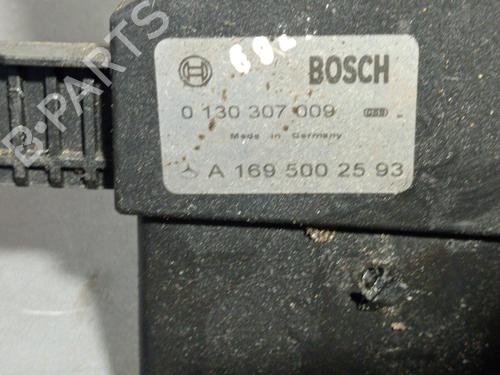 BOSCH
0 130 307 009
Made in Germany
A 169 500 25 93
B-PARTS